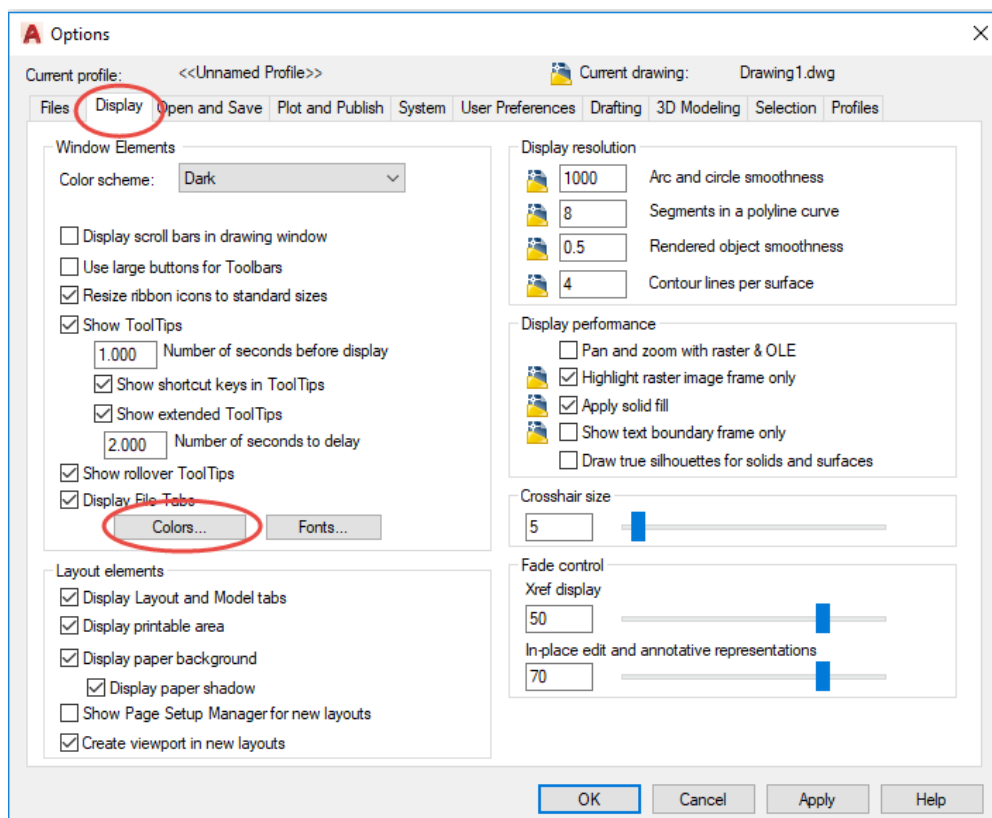 Options
Current profile: <<Unnamed Profile>> Current drawing: Drawing1.dwg
Files Display Open and Save Plot and Publish System User Preferences Drafting 3D Modeling Selection Profiles
Window Elements
Color scheme: Dark
Display scroll bars in drawing window
Use large buttons for Toolbars
Resize ribbon icons to standard sizes
Show ToolTips
1.000 Number of seconds before display
Show shortcut keys in ToolTips
Show extended ToolTips
2.000 Number of seconds to delay
Show rollover ToolTips
Display File Tabs
Colors... Fonts...
Layout elements
Display Layout and Model tabs
Display printable area
Display paper background
Display paper shadow
Show Page Setup Manager for new layouts
Create viewport in new layouts
Display resolution
1000 Arc and circle smoothness
8 Segments in a polyline curve
0.5 Rendered object smoothness
4 Contour lines per surface
Display performance
Pan and zoom with raster & OLE
Highlight raster image frame only
Apply solid fill
Show text boundary frame only
Draw true silhouettes for solids and surfaces
Crosshair size
5
Fade control
Xref display
50
In-place edit and annotative representations
70
OK Cancel Apply Help